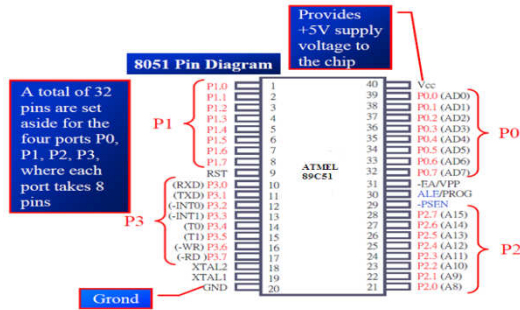 Provides
+5V supply
voltage to
the chip
8051 Pin Diagram
A total of 32
pins are set
aside for the
four ports P0,
P1, P2, P3,
where each
port takes 8
pins
P1
P3
P0
P2
ATMEL
89C51
P1.0 1
P1.1 2
P1.2 3
P1.3 4
P1.4 5
P1.5 6
P1.6 7
P1.7 8
RST 9
(RXD) P3.0 10
(TXD) P3.1 11
(-INT0) P3.2 12
(-INT1) P3.3 13
(T0) P3.4 14
(T1) P3.5 15
(-WR) P3.6 16
(-RD) P3.7 17
XTAL2 18
XTAL1 19
GND 20
40 Vcc
39 P0.0 (AD0)
38 P0.1 (AD1)
37 P0.2 (AD2)
36 P0.3 (AD3)
35 P0.4 (AD4)
34 P0.5 (AD5)
33 P0.6 (AD6)
32 P0.7 (AD7)
31 -EA/VPP
30 ALE/PROG
29 -PSEN
28 P2.7 (A15)
27 P2.6 (A14)
26 P2.5 (A13)
25 P2.4 (A12)
24 P2.3 (A11)
23 P2.2 (A10)
22 P2.1 (A9)
21 P2.0 (A8)
Grond